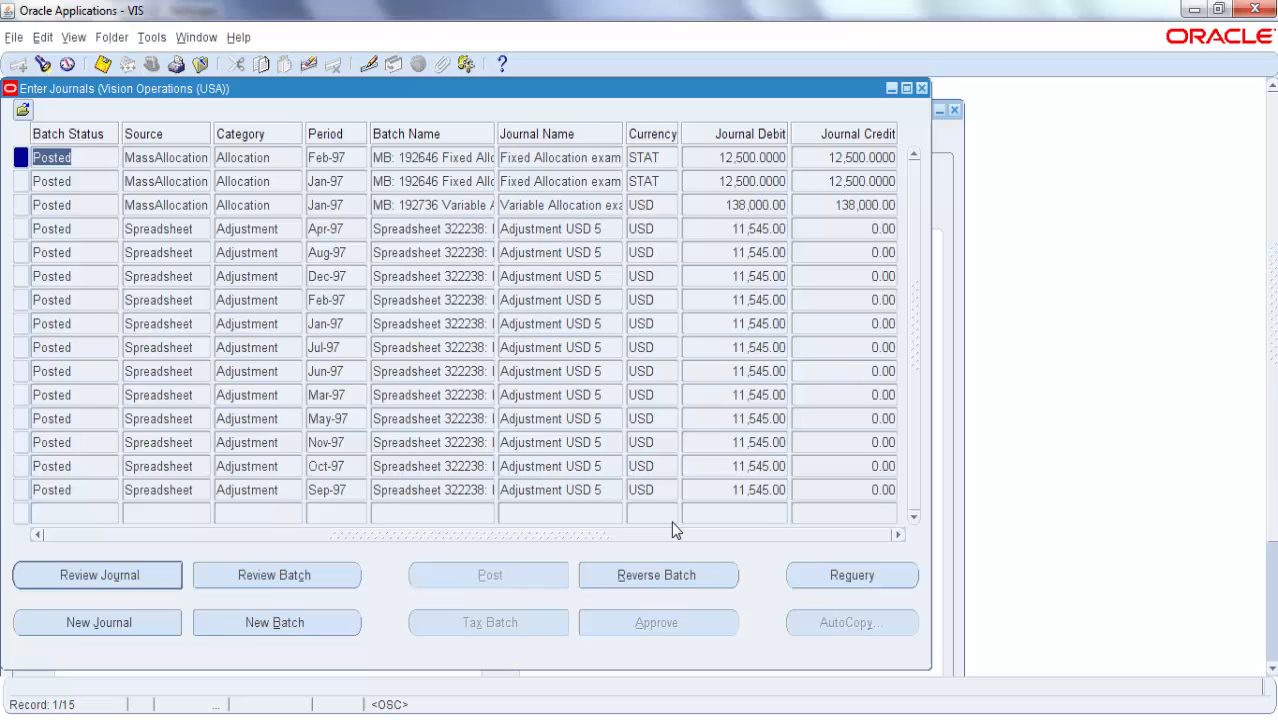 Oracle Applications - VIS
File Edit View Folder Tools Window Help
ORACLE
Enter Journals (Vision Operations (USA))
Batch Status Source Category Period Batch Name Journal Name Currency Journal Debit Journal Credit
Posted MassAllocation Allocation Feb-97 MB: 192646 Fixed Allo Fixed Allocation exam STAT 12,500.0000 12,500.0000
Posted MassAllocation Allocation Jan-97 MB: 192646 Fixed Allo Fixed Allocation exam STAT 12,500.0000 12,500.0000
Posted MassAllocation Allocation Jan-97 MB: 192736 Variable A Variable Allocation exa USD 138,000.00 138,000.00
Posted Spreadsheet Adjustment Apr-97 Spreadsheet 322238: Adjustment USD 5 USD 11,545.00 0.00
Posted Spreadsheet Adjustment Aug-97 Spreadsheet 322238: Adjustment USD 5 USD 11,545.00 0.00
Posted Spreadsheet Adjustment Dec-97 Spreadsheet 322238: Adjustment USD 5 USD 11,545.00 0.00
Posted Spreadsheet Adjustment Feb-97 Spreadsheet 322238: Adjustment USD 5 USD 11,545.00 0.00
Posted Spreadsheet Adjustment Jan-97 Spreadsheet 322238: Adjustment USD 5 USD 11,545.00 0.00
Posted Spreadsheet Adjustment Jul-97 Spreadsheet 322238: Adjustment USD 5 USD 11,545.00 0.00
Posted Spreadsheet Adjustment Jun-97 Spreadsheet 322238: Adjustment USD 5 USD 11,545.00 0.00
Posted Spreadsheet Adjustment Mar-97 Spreadsheet 322238: Adjustment USD 5 USD 11,545.00 0.00
Posted Spreadsheet Adjustment May-97 Spreadsheet 322238: Adjustment USD 5 USD 11,545.00 0.00
Posted Spreadsheet Adjustment Nov-97 Spreadsheet 322238: Adjustment USD 5 USD 11,545.00 0.00
Posted Spreadsheet Adjustment Oct-97 Spreadsheet 322238: Adjustment USD 5 USD 11,545.00 0.00
Posted Spreadsheet Adjustment Sep-97 Spreadsheet 322238: Adjustment USD 5 USD 11,545.00 0.00
Review Journal Review Batch Post Reverse Batch Requery
New Journal New Batch Tax Batch Approve AutoCopy...
Record: 1/15 ... <OSC>